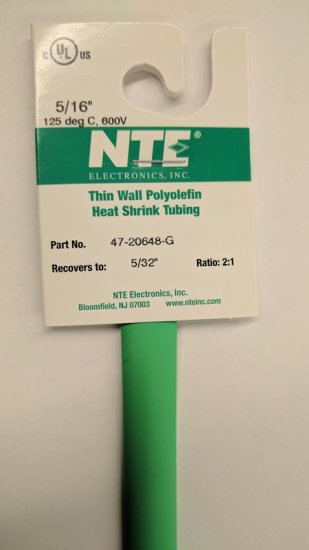 C UL US
5/16"
125 deg C, 600V
NTE®
ELECTRONICS, INC.
Thin Wall Polyolefin
Heat Shrink Tubing
Part No. 47-20648-G
Recovers to: 5/32" Ratio: 2:1
NTE Electronics, Inc.
Bloomfield, NJ 07003 www.nteinc.com